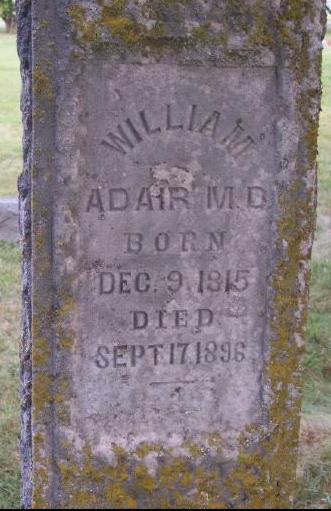 WILLIAM
ADAIR M.D.
BORN
DEC. 9, 1815
DIED
SEPT. 17, 1896.